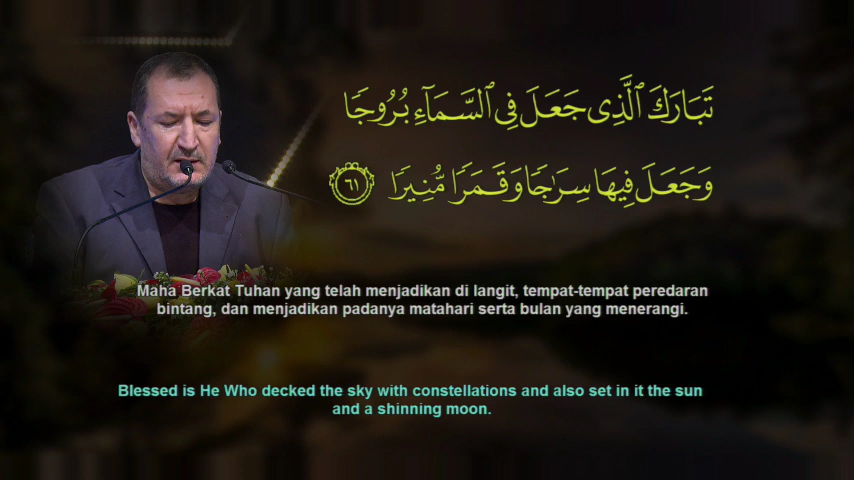 تَبَارَكَ ٱلَّذِى جَعَلَ فِى ٱلسَّمَآءِ بُرُوجًا
وَجَعَلَ فِيهَا سِرَٰجًا وَقَمَرًا مُّنِيرًا ٦١
Maha Berkat Tuhan yang telah menjadikan di langit, tempat-tempat peredaran
bintang, dan menjadikan padanya matahari serta bulan yang menerangi.
Blessed is He Who decked the sky with constellations and also set in it the sun
and a shinning moon.